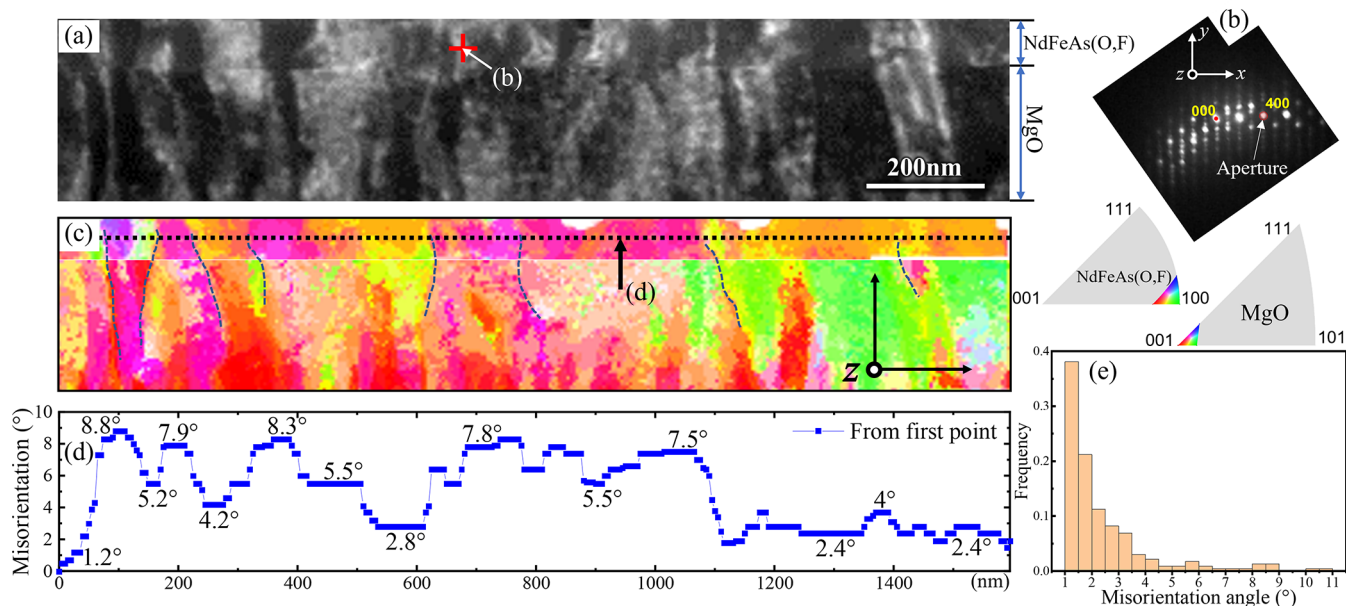 (a)
(b)
200nm
NdFeAs(O,F)
MgO
(b)
y
z
x
000
400
Aperture
(c)
(d)
z
111
NdFeAs(O,F)
001
100
111
MgO
001
101
(d)
From first point
Misorientation (°)
10
8
6
4
2
0
8.8°
7.9°
8.3°
7.8°
7.5°
5.5°
5.2°
4.2°
2.8°
5.5°
1.2°
4°
2.4°
2.4°
0
200
400
600
800
1000
1200
1400
(nm)
(e)
Frequency
0.4
0.3
0.2
0.1
0.0
1
2
3
4
5
6
7
8
9
10
11
Misorientation angle (°)